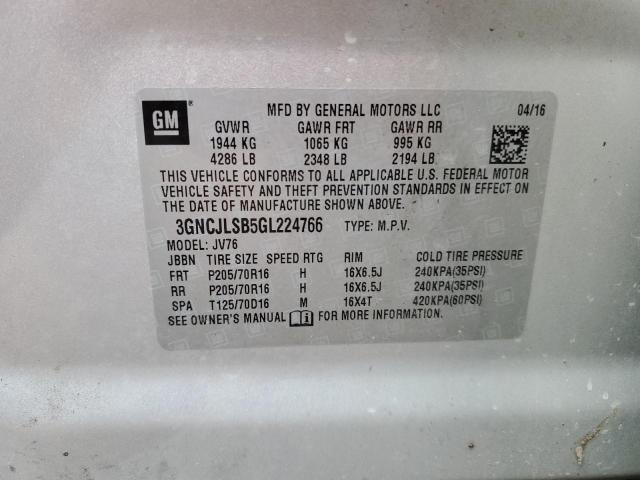 GM ® MFD BY GENERAL MOTORS LLC 04/16
GVWR GAWR FRT GAWR RR
1944 KG 1065 KG 995 KG
4286 LB 2348 LB 2194 LB
THIS VEHICLE CONFORMS TO ALL APPLICABLE U.S. FEDERAL MOTOR
VEHICLE SAFETY AND THEFT PREVENTION STANDARDS IN EFFECT ON
THE DATE OF MANUFACTURE SHOWN ABOVE.
3GNCJLSB5GL224766 TYPE: M.P.V.
MODEL: JV76
JBBN TIRE SIZE SPEED RTG RIM COLD TIRE PRESSURE
FRT P205/70R16 H 16X6.5J 240KPA(35PSI)
RR P205/70R16 H 16X6.5J 240KPA(35PSI)
SPA T125/70D16 M 16X4T 420KPA(60PSI)
SEE OWNER'S MANUAL FOR MORE INFORMATION